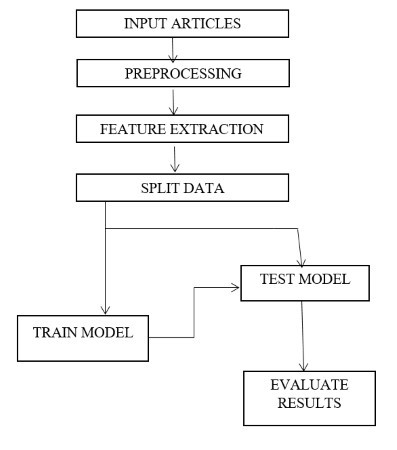 INPUT ARTICLES
PREPROCESSING
FEATURE EXTRACTION
SPLIT DATA
TEST MODEL
TRAIN MODEL
EVALUATE
RESULTS